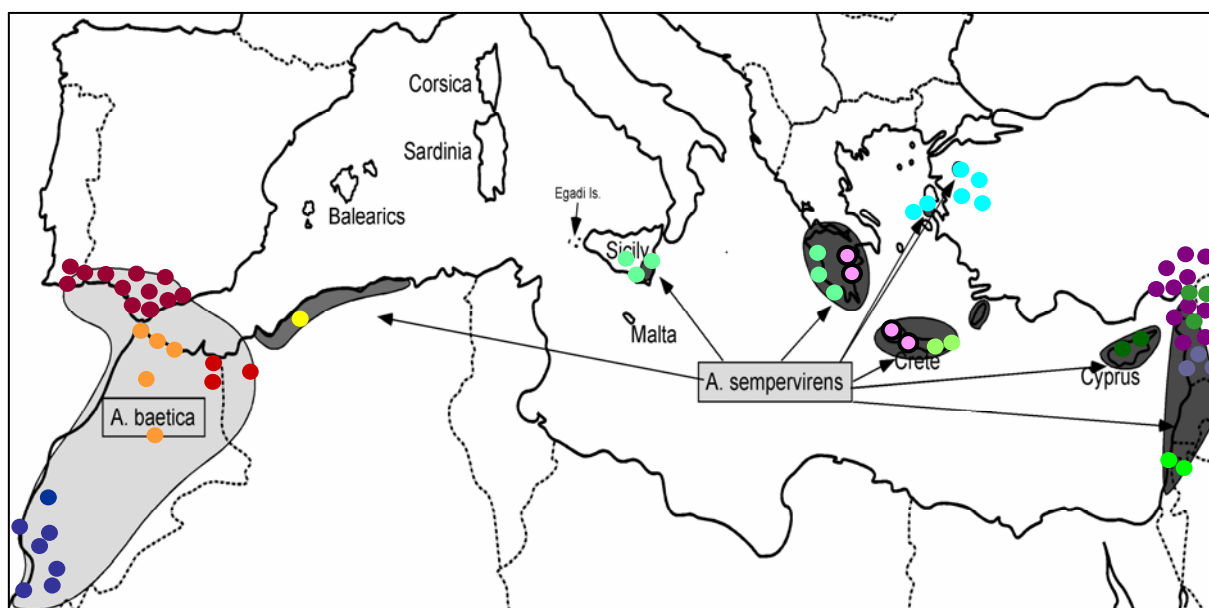 Corsica
Sardinia
Balearics
Egadi Is.
Sicily
Malta
A. sempervirens
Crete
Cyprus
A. baetica